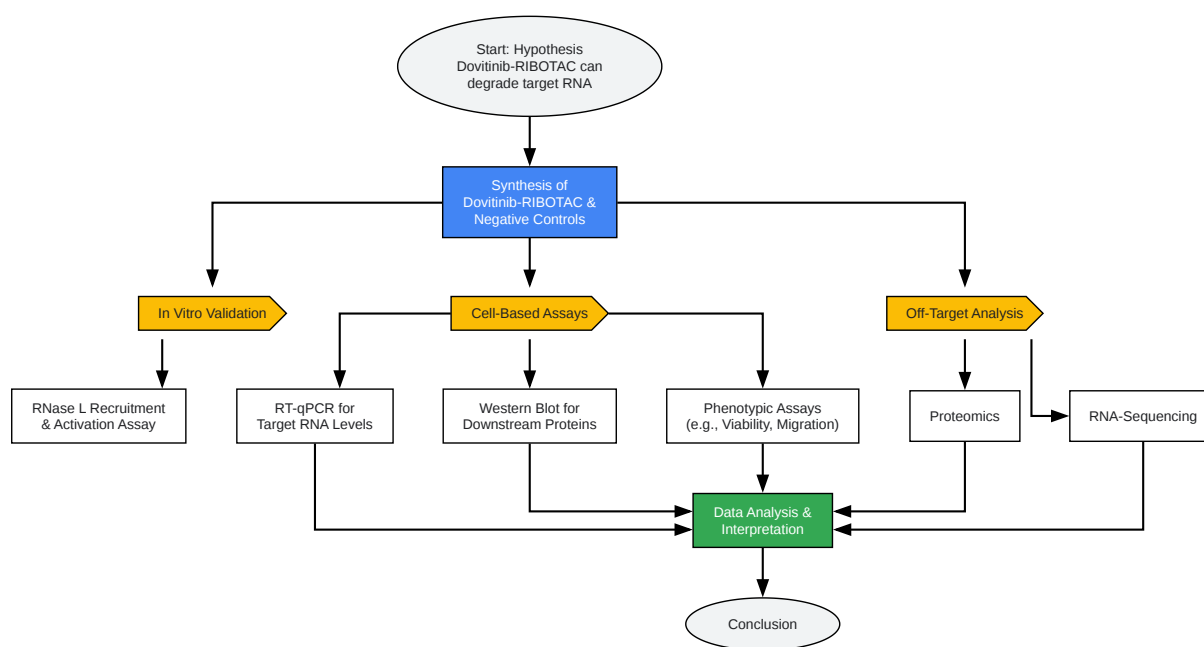 Start: Hypothesis
Dovitinib-RIBOTAC can
degrade target RNA
Synthesis of
Dovitinib-RIBOTAC &
Negative Controls
In Vitro Validation
Cell-Based Assays
Off-Target Analysis
RNase L Recruitment
& Activation Assay
RT-qPCR for
Target RNA Levels
Western Blot for
Downstream Proteins
Phenotypic Assays
(e.g., Viability, Migration)
Proteomics
RNA-Sequencing
Data Analysis &
Interpretation
Conclusion